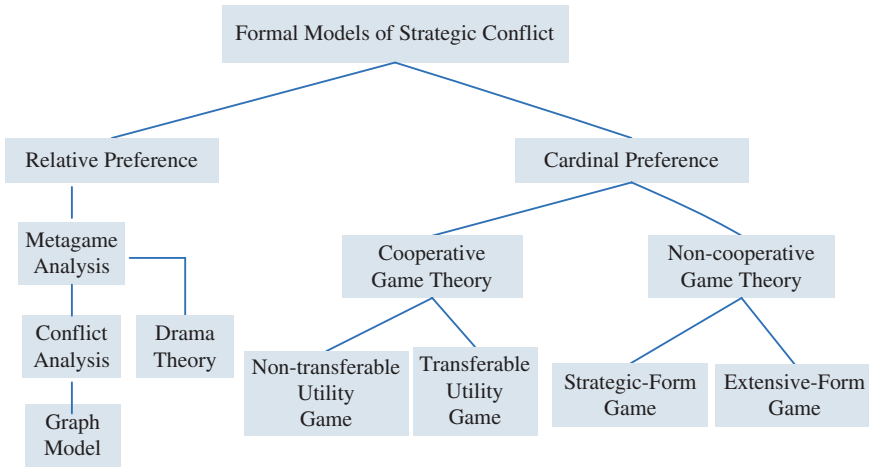 Formal Models of Strategic Conflict
Relative Preference
Cardinal Preference
Metagame
Analysis
Cooperative
Game Theory
Non-cooperative
Game Theory
Conflict
Analysis
Drama
Theory
Non-transferable
Utility
Game
Transferable
Utility
Game
Strategic-Form
Game
Extensive-Form
Game
Graph
Model